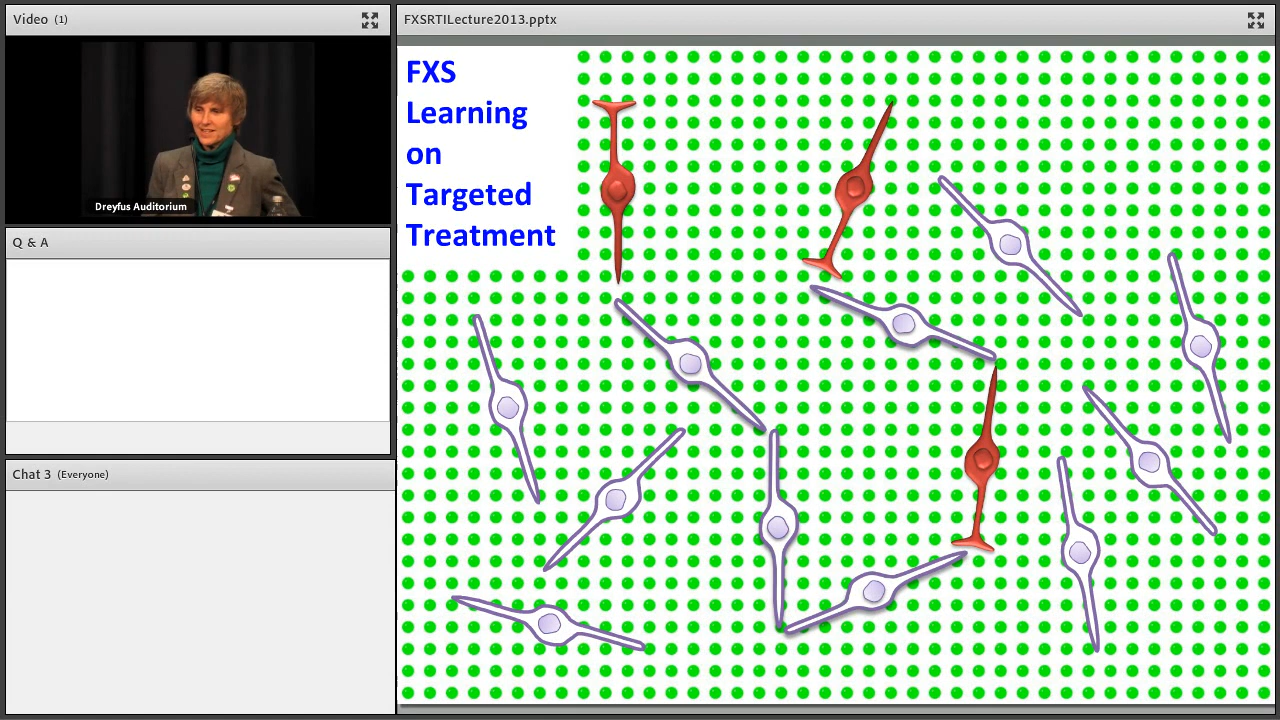 Video (1)
Dreyfus Auditorium
Q & A
Chat 3 (Everyone)
FXSRTILecture2013.pptx
FXS
Learning
on
Targeted
Treatment